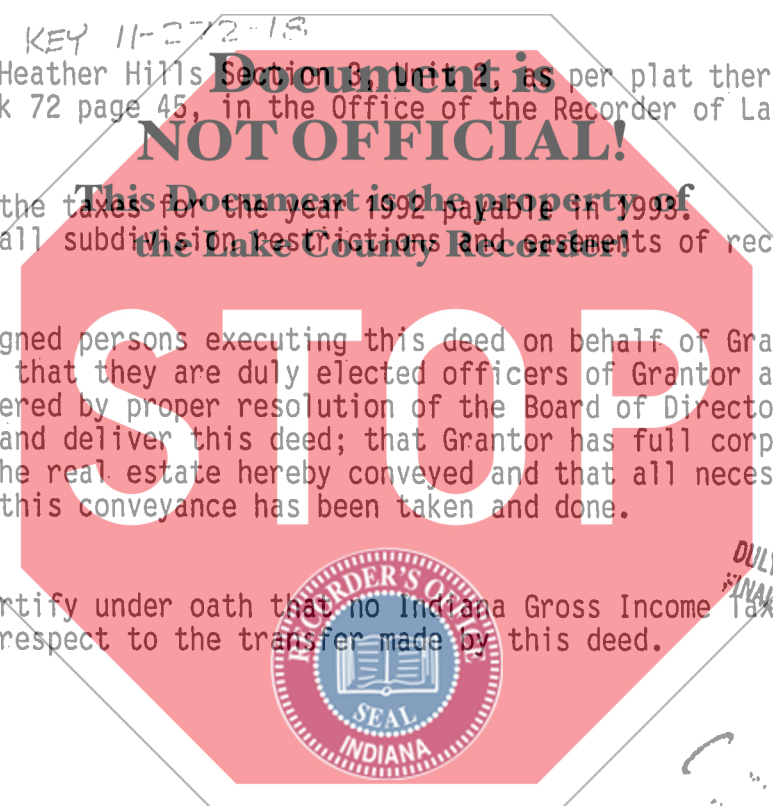 KEY 11-272-18
Heather Hills Section 3, Unit 2, as per plat ther
k 72 page 45, in the Office of the Recorder of La
Document is
NOT OFFICIAL!
This Document is the property of
the Lake County Recorder!
the taxes for the year 1992 payable in 1993.
all subdivision restrictions and easements of rec
STOP
gned persons executing this deed on behalf of Gra
that they are duly elected officers of Grantor a
ered by proper resolution of the Board of Directo
and deliver this deed; that Grantor has full corp
he real estate hereby conveyed and that all neces
this conveyance has been taken and done.
DULY
rtify under oath that no Indiana Gross Income Tax
respect to the transfer made by this deed.
RECORDER'S OFFICE
SEAL
INDIANA